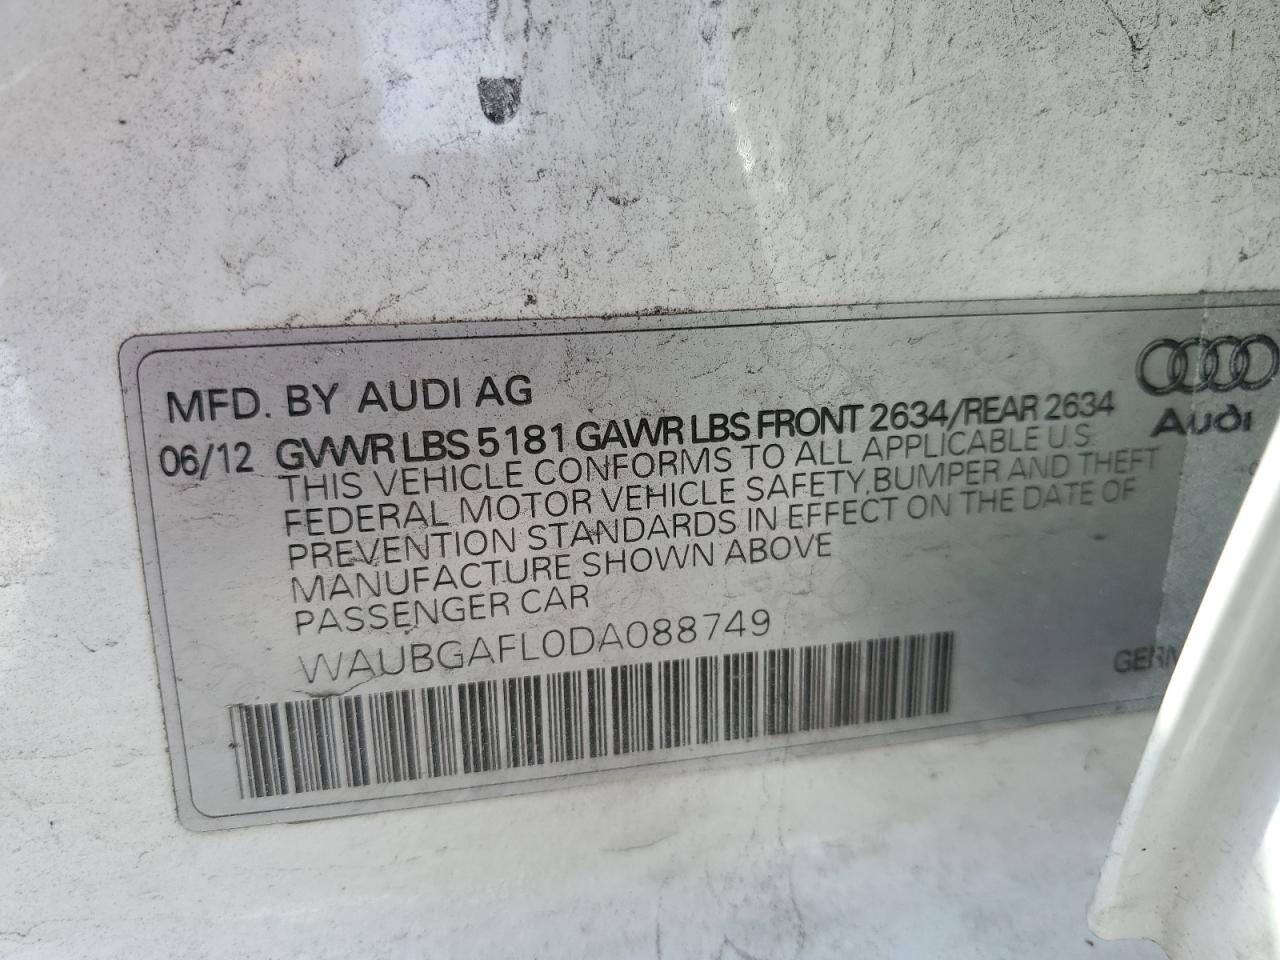 MFD. BY AUDI AG
Audi
06/12 GVWR LBS 5181 GAWR LBS FRONT 2634/REAR 2634
THIS VEHICLE CONFORMS TO ALL APPLICABLE U.S
FEDERAL MOTOR VEHICLE SAFETY,BUMPER AND THEFT
PREVENTION STANDARDS IN EFFECT ON THE DATE OF
MANUFACTURE SHOWN ABOVE
PASSENGER CAR
WAUBGAFL0DA088749